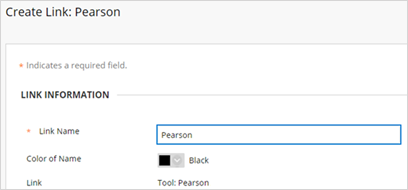 Create Link: Pearson
* Indicates a required field.
LINK INFORMATION
* Link Name Pearson
Color of Name Black
Link Tool: Pearson